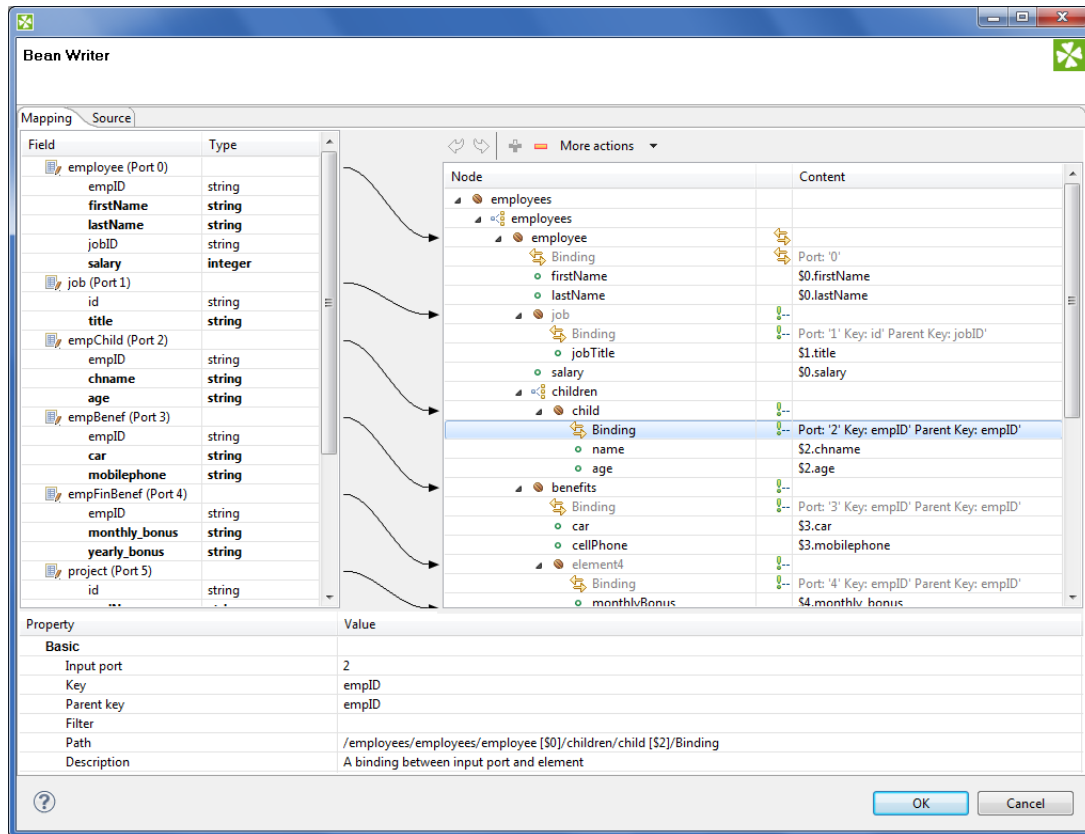 Bean Writer
Mapping Source
Field Type
employee (Port 0)
empID string
firstName string
lastName string
jobID string
salary integer
job (Port 1)
id string
title string
empChild (Port 2)
empID string
chname string
age string
empBenef (Port 3)
empID string
car string
mobilephone string
empFinBenef (Port 4)
empID string
monthly_bonus string
yearly_bonus string
project (Port 5)
id string
More actions
Node Content
employees
employees
employee
Binding Port: '0'
firstName $0.firstName
lastName $0.lastName
job
Binding Port: '1' Key: id' Parent Key: jobID'
jobTitle $1.title
salary $0.salary
children
child
Binding Port: '2' Key: empID' Parent Key: empID'
name $2.chname
age $2.age
benefits
Binding Port: '3' Key: empID' Parent Key: empID'
car $3.car
cellPhone $3.mobilephone
element4
Binding Port: '4' Key: empID' Parent Key: empID'
monthlyBonus $4.monthly_bonus
Property Value
Basic
Input port 2
Key empID
Parent key empID
Filter
Path /employees/employees/employee [$0]/children/child [$2]/Binding
Description A binding between input port and element
? OK Cancel